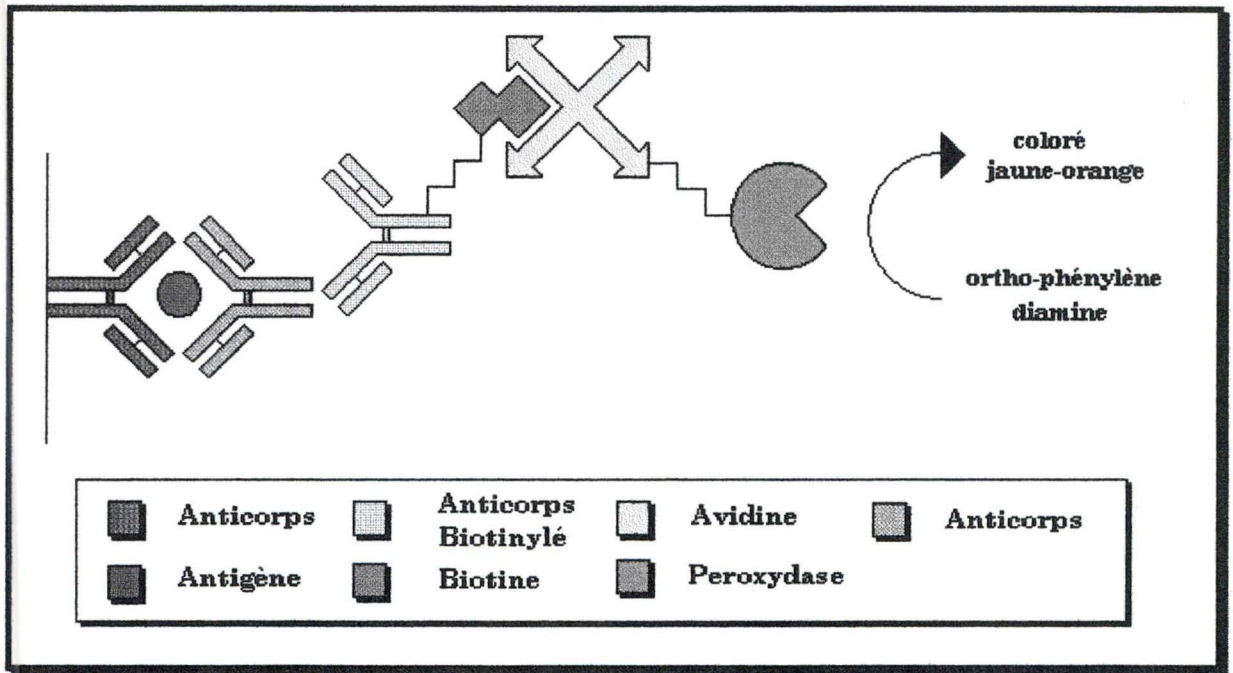 coloré
jaune-orange
ortho-phénylène
diamine
Anticorps
Anticorps
Biotinylé
Avidine
Anticorps
Antigène
Biotine
Peroxydase